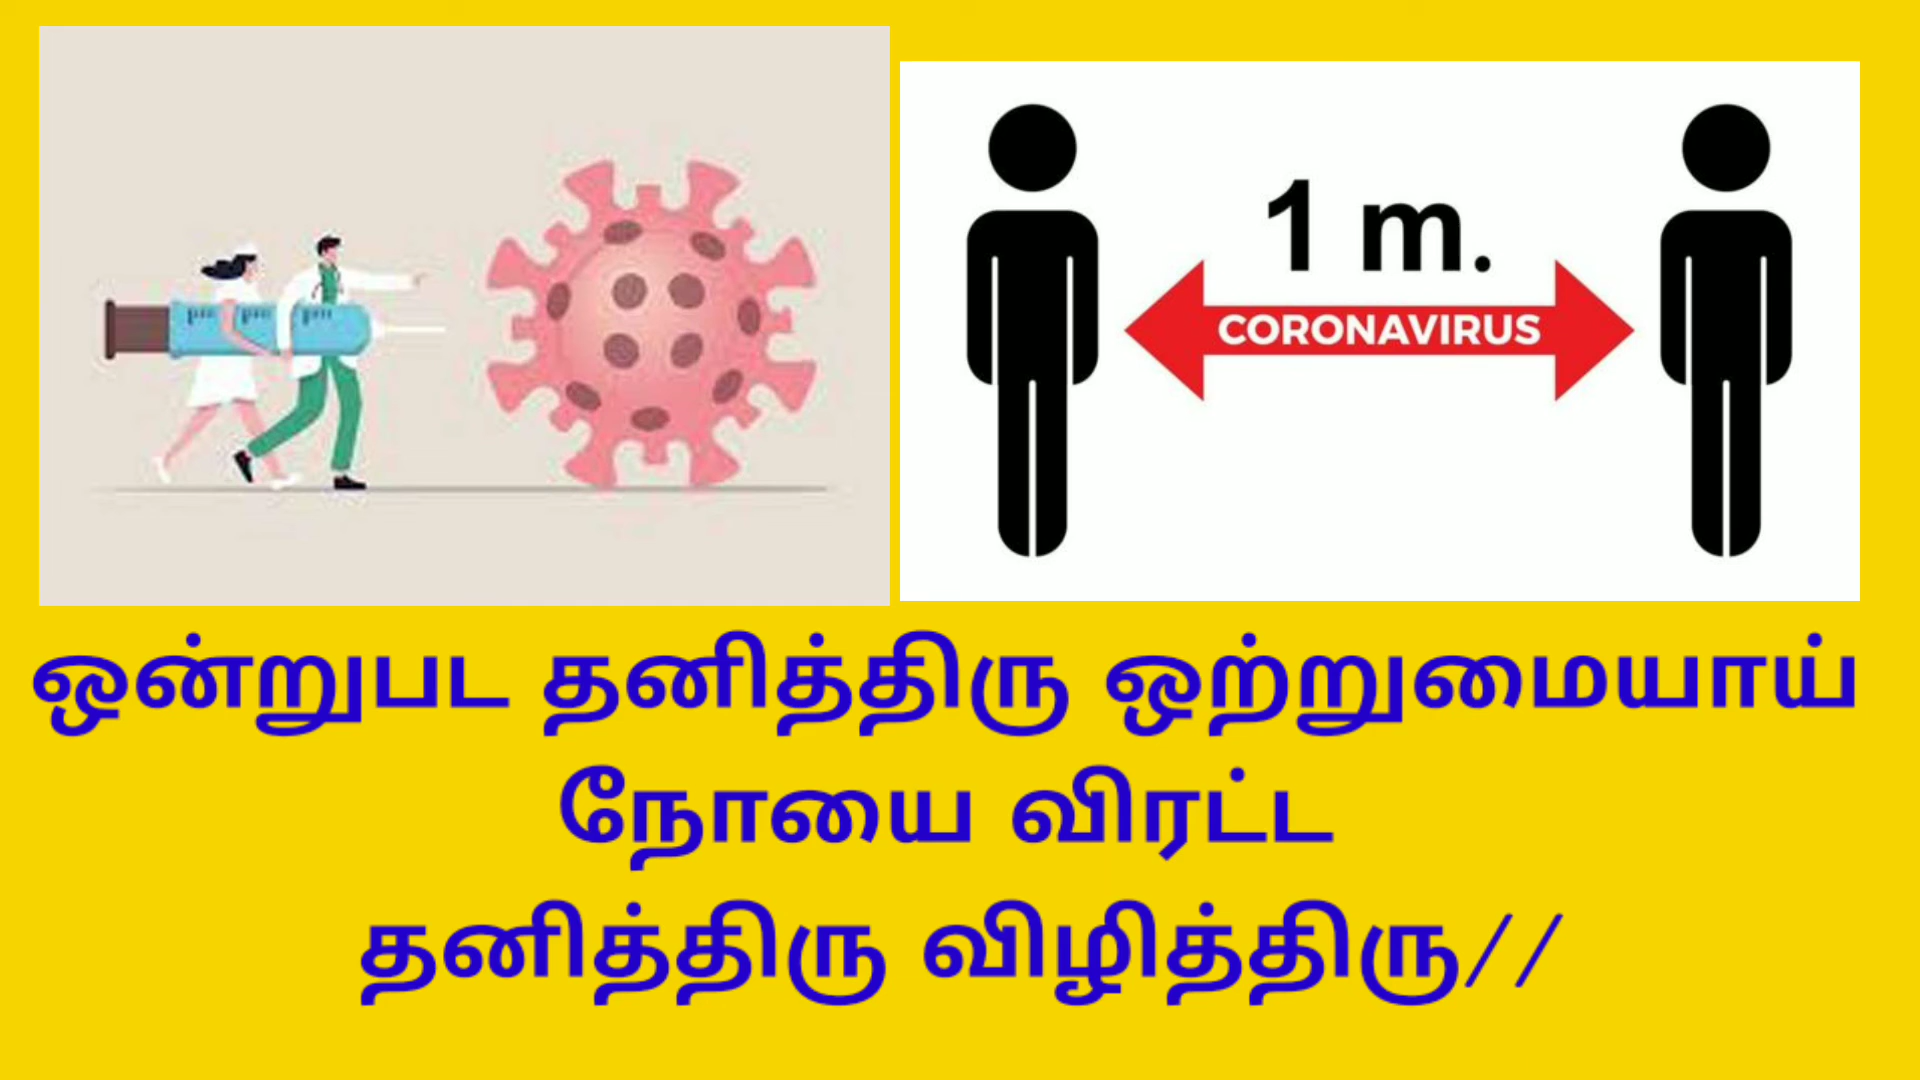 1 m.
CORONAVIRUS
ஒன்றுபட தனித்திரு ஒற்றுமையாய்
நோயை விரட்ட
தனித்திரு விழித்திரு//